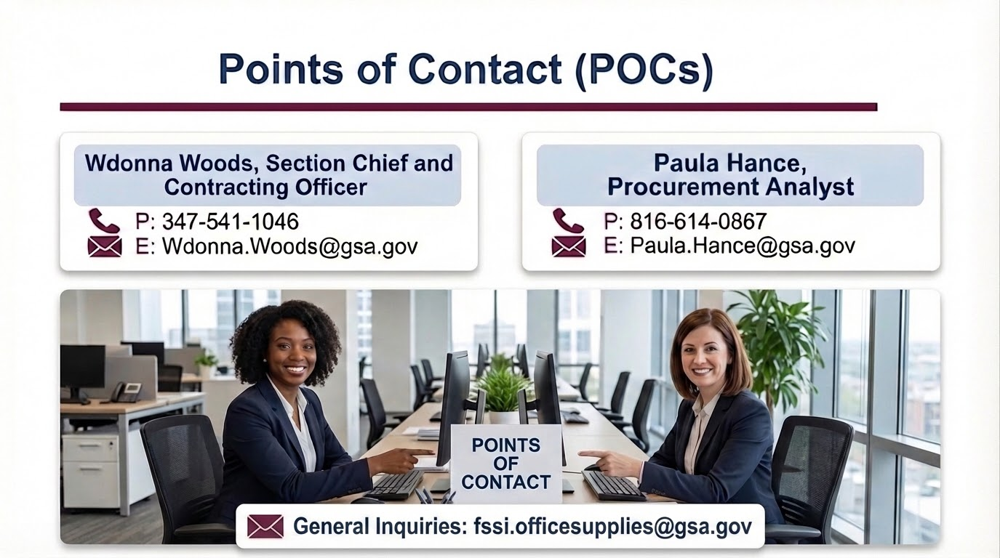 Points of Contact (POCs)
Wdonna Woods, Section Chief and
Contracting Officer
P: 347-541-1046
E: Wdonna.Woods@gsa.gov
Paula Hance,
Procurement Analyst
P: 816-614-0867
E: Paula.Hance@gsa.gov
POINTS
OF
CONTACT
General Inquiries: fssi.officesupplies@gsa.gov